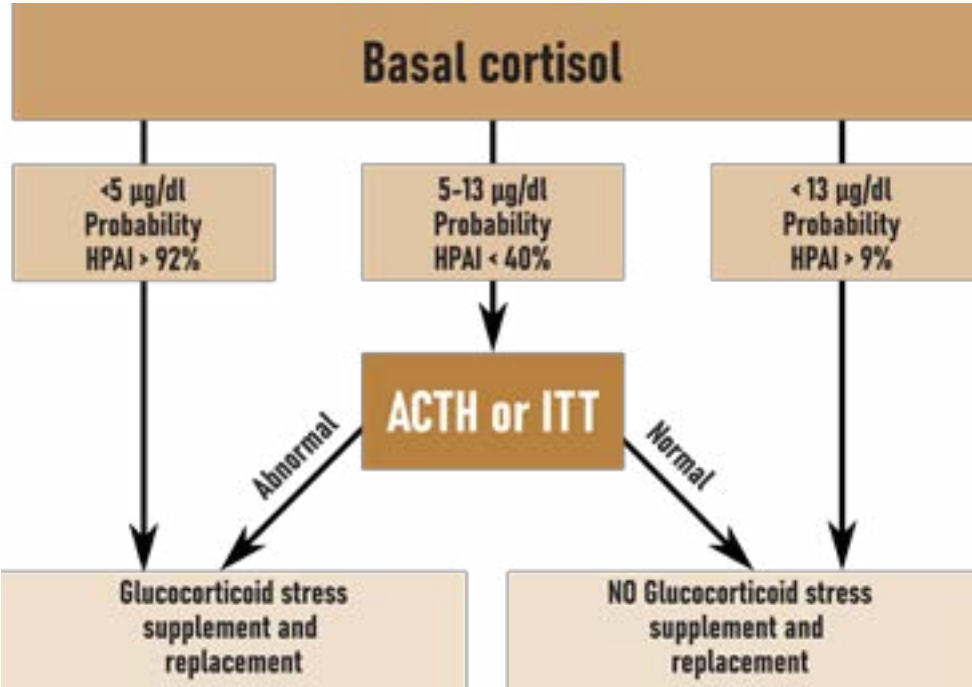 Basal cortisol
<5 µg/dl
Probability
HPAI > 92%
5-13 µg/dl
Probability
HPAI < 40%
< 13 µg/dl
Probability
HPAI > 9%
ACTH or ITT
Abnormal
Normal
Glucocorticoid stress
supplement and
replacement
NO Glucocorticoid stress
supplement and
replacement